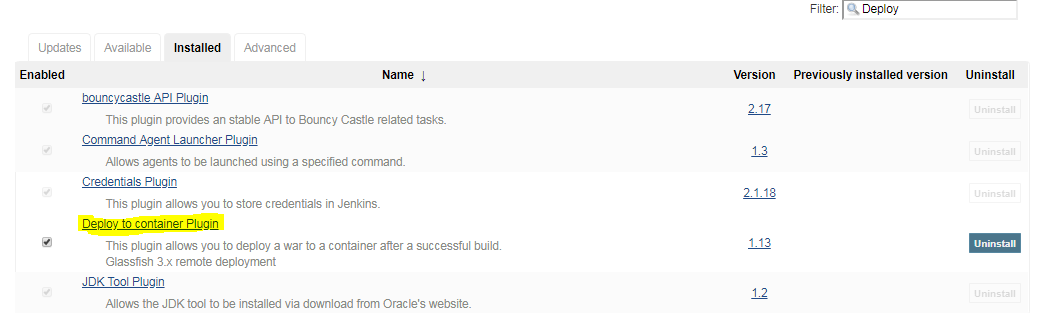 Filter: Deploy
Updates Available Installed Advanced
Enabled Name ↓ Version Previously installed version Uninstall
bouncycastle API Plugin
This plugin provides an stable API to Bouncy Castle related tasks.
2.17 Uninstall
Command Agent Launcher Plugin
Allows agents to be launched using a specified command.
1.3 Uninstall
Credentials Plugin
This plugin allows you to store credentials in Jenkins.
2.1.18 Uninstall
Deploy to container Plugin
This plugin allows you to deploy a war to a container after a successful build.
Glassfish 3.x remote deployment
1.13 Uninstall
JDK Tool Plugin
Allows the JDK tool to be installed via download from Oracle's website.
1.2 Uninstall